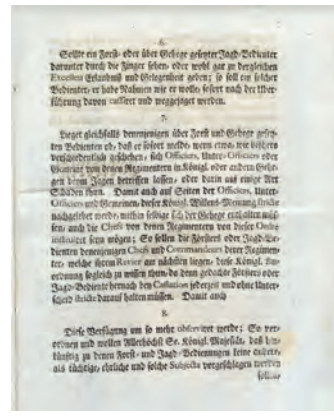 6.
Sollte ein Forst- oder über Gehege gesetzter Jagd-Bedienter
darunter durch die Finger sehen, oder wohl gar zu dergleichen
Excessen Erlaubniß und Gelegenheit geben; so soll ein solcher
Bedienter, er habe Nahmen wie er wolle, sofort nach der Uber-
führung davon cassiret und weggejaget werden.
7.
Lieget gleichfalls denenjenigen über Forst und Gehege gesetz-
ten Bedienten ob, daß er sofort melde, wenn etwa, wie bishero
verschiedentlich geschehen, sich Officiers, Unter-Officiers oder
Gemeine von denen Regimentern in Königl. oder andern Gehe-
gen beym Jagen betreffen lassen, oder darin auf einige Art
Schaden thun. Damit auch auf Seiten der Officiers, Unter-
Officiers und Gemeinen, dieser Königl. Willens-Meynung stricte
nachgelebet werde, mithin selbige sich der Gehege enthalten müs-
sen, auch die Chefs von denen Regimentern von dieser Ordre
instruiret seyn mögen; So sollen die Försters oder Jagd-Be-
dienten denenjenigen Chefs und Commandeurs derer Regimen-
ter, welche ihrem Revier am nächsten liegen, diese Königl. Ver-
ordnung sogleich zu wissen thun, da denn gedachte Försters oder
Jagd-Bediente hernach bey Cassation jederzeit und ohne Unter-
scheid stricte darauf halten müssen. Damit auch
8.
Diese Verfügung um so mehr observiret werde; So ver-
ordnen und wollen Allerhöchst Se. Königl. Majestät, daß hin-
künftig zu denen Forst- und Jagd-Bedienungen keine andere,
als tüchtige, ehrliche und solche Subjecta vorgeschlagen werden
sollen,